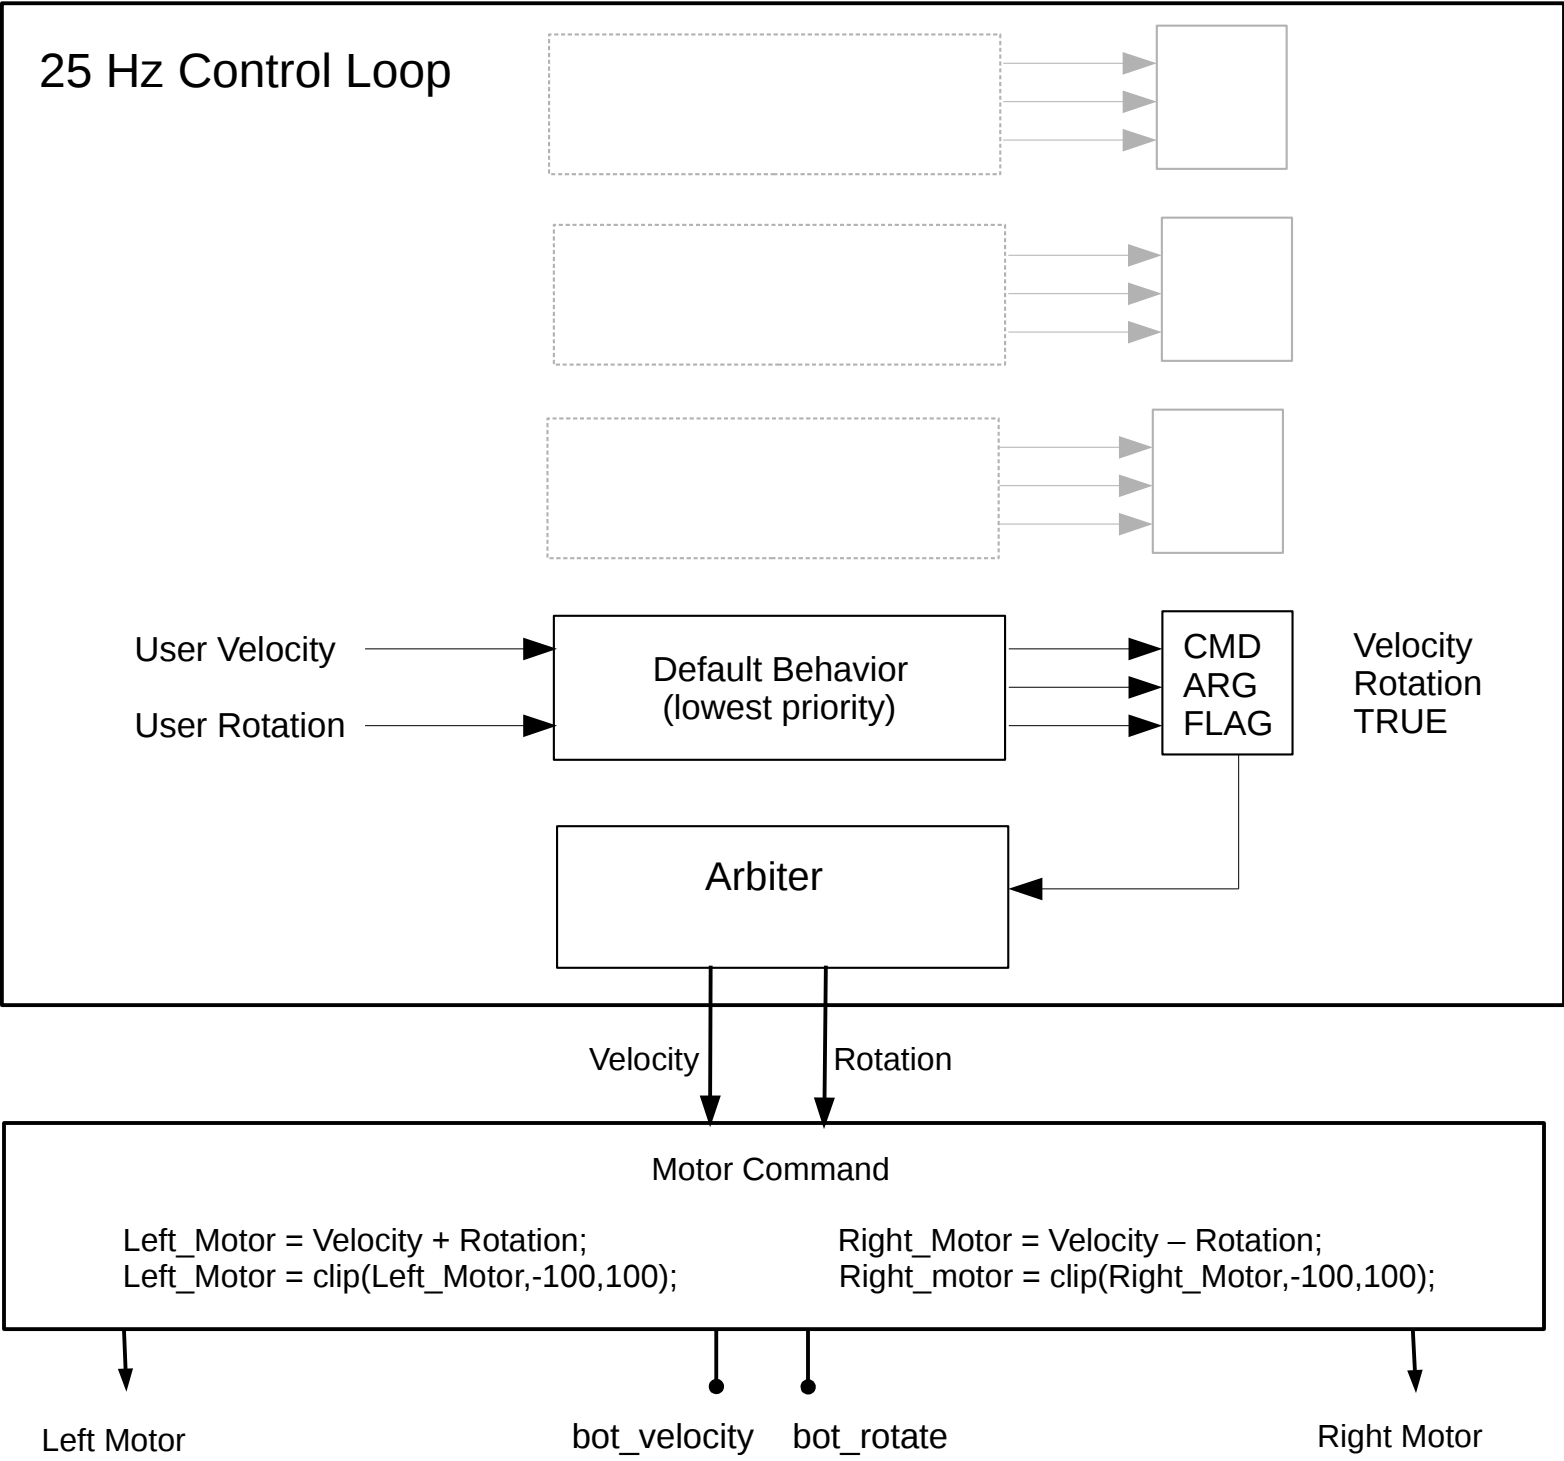 25 Hz Control Loop
User Velocity
User Rotation
Default Behavior
(lowest priority)
CMD
ARG
FLAG
Velocity
Rotation
TRUE
Arbiter
Velocity
Rotation
Motor Command
Left_Motor = Velocity + Rotation;
Left_Motor = clip(Left_Motor,-100,100);
Right_Motor = Velocity – Rotation;
Right_motor = clip(Right_Motor,-100,100);
Left Motor
bot_velocity
bot_rotate
Right Motor